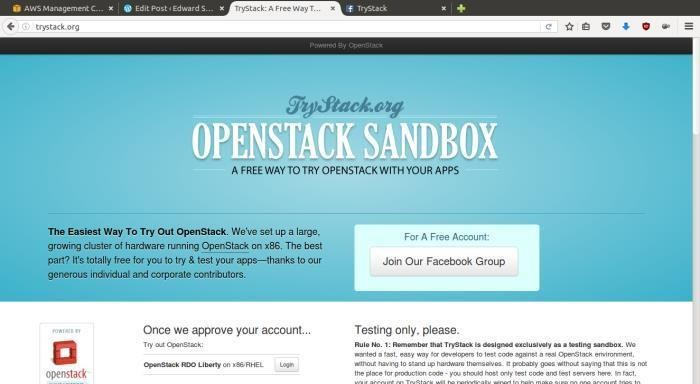 AWS Management C...
Edit Post ‹ Edward S...
TryStack: A Free Way T...
TryStack
trystack.org
Powered By OpenStack
TryStack.org
OPENSTACK SANDBOX
A FREE WAY TO TRY OPENSTACK WITH YOUR APPS
The Easiest Way To Try Out OpenStack. We've set up a large,
growing cluster of hardware running OpenStack on x86. The best
part? It's totally free for you to try & test your apps—thanks to our
generous individual and corporate contributors.
For A Free Account:
Join Our Facebook Group
POWERED BY
openstack
Once we approve your account...
Try out OpenStack:
OpenStack RDO Liberty on x86/RHEL
Login
Testing only, please.
Rule No. 1: Remember that TryStack is designed exclusively as a testing sandbox. We
wanted a fast, easy way for developers to test code against a real OpenStack environment,
without having to stand up hardware themselves. It probably goes without saying that this is not
the place for production code - you should host only test code and test servers here. In fact,
your account on TryStack will be periodically wiped to help make sure no one account tries to